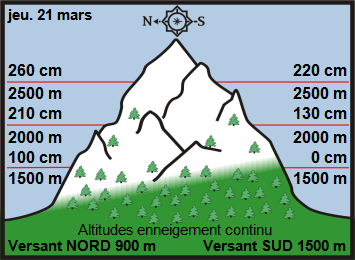 jeu. 21 mars
N S
260 cm 220 cm
2500 m 2500 m
210 cm 130 cm
2000 m 2000 m
100 cm 0 cm
1500 m 1500 m
Altitudes enneigement continu
Versant NORD 900 m Versant SUD 1500 m